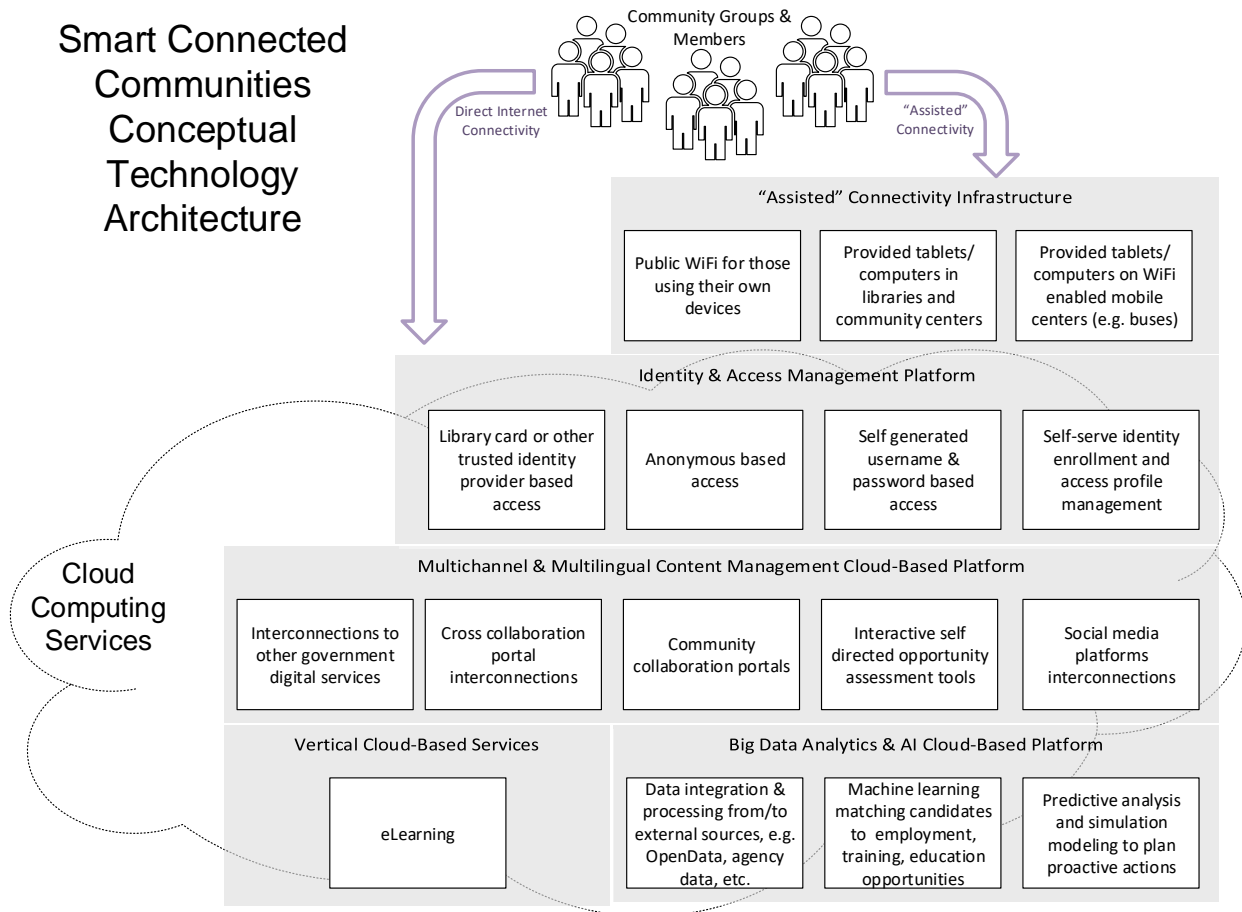 Smart Connected
Communities
Conceptual
Technology
Architecture
Community Groups &
Members
Direct Internet
Connectivity
“Assisted”
Connectivity
“Assisted” Connectivity Infrastructure
Public WiFi for those
using their own
devices
Provided tablets/
computers in
libraries and
community centers
Provided tablets/
computers on WiFi
enabled mobile
centers (e.g. buses)
Identity & Access Management Platform
Library card or other
trusted identity
provider based
access
Anonymous based
access
Self generated
username &
password based
access
Self-serve identity
enrollment and
access profile
management
Cloud
Computing
Services
Multichannel & Multilingual Content Management Cloud-Based Platform
Interconnections to
other government
digital services
Cross collaboration
portal
interconnections
Community
collaboration portals
Interactive self
directed opportunity
assessment tools
Social media
platforms
interconnections
Vertical Cloud-Based Services
eLearning
Big Data Analytics & AI Cloud-Based Platform
Data integration &
processing from/to
external sources, e.g.
OpenData, agency
data, etc.
Machine learning
matching candidates
to employment,
training, education
opportunities
Predictive analysis
and simulation
modeling to plan
proactive actions